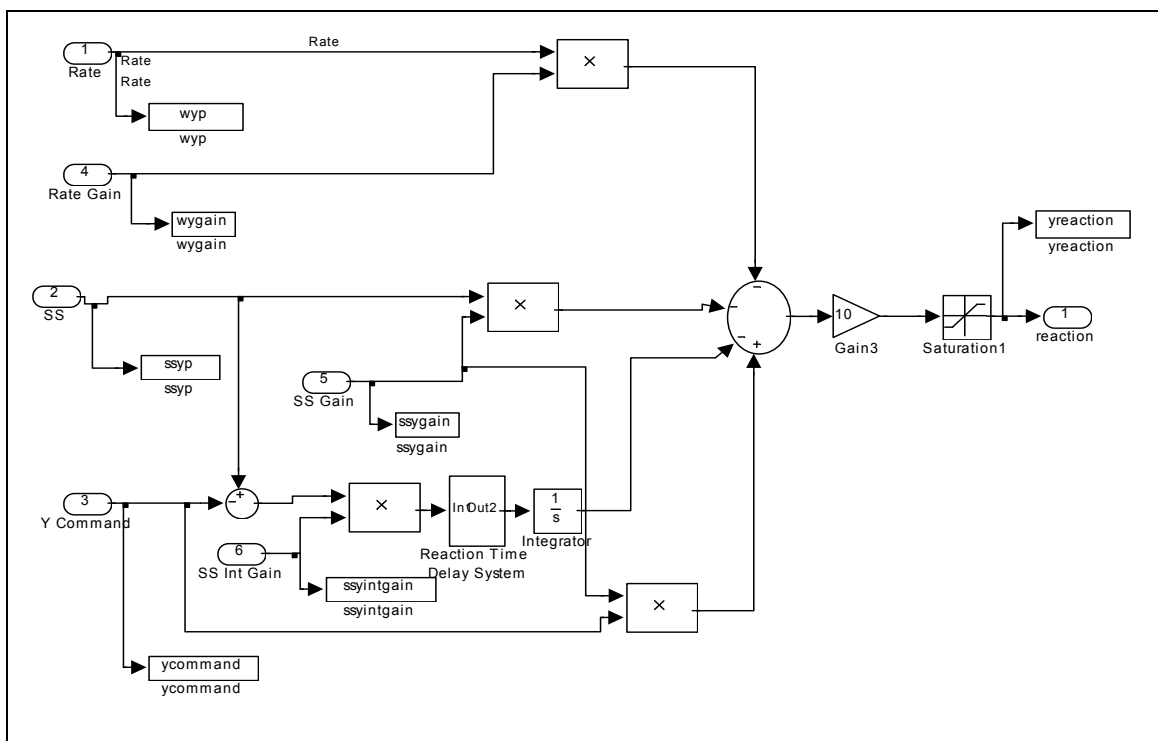 1
Rate
Rate
Rate
Rate
×
wyp
wyp
4
Rate Gain
wygain
wygain
yreaction
yreaction
2
SS
×
–
–
–
+
10
Gain3
Saturation1
1
reaction
ssyp
ssyp
5
SS Gain
ssygain
ssygain
3
Y Command
+
–
×
In1Out2
Reaction Time
Delay System
1
s
Integrator
6
SS Int Gain
ssyintgain
ssyintgain
×
ycommand
ycommand